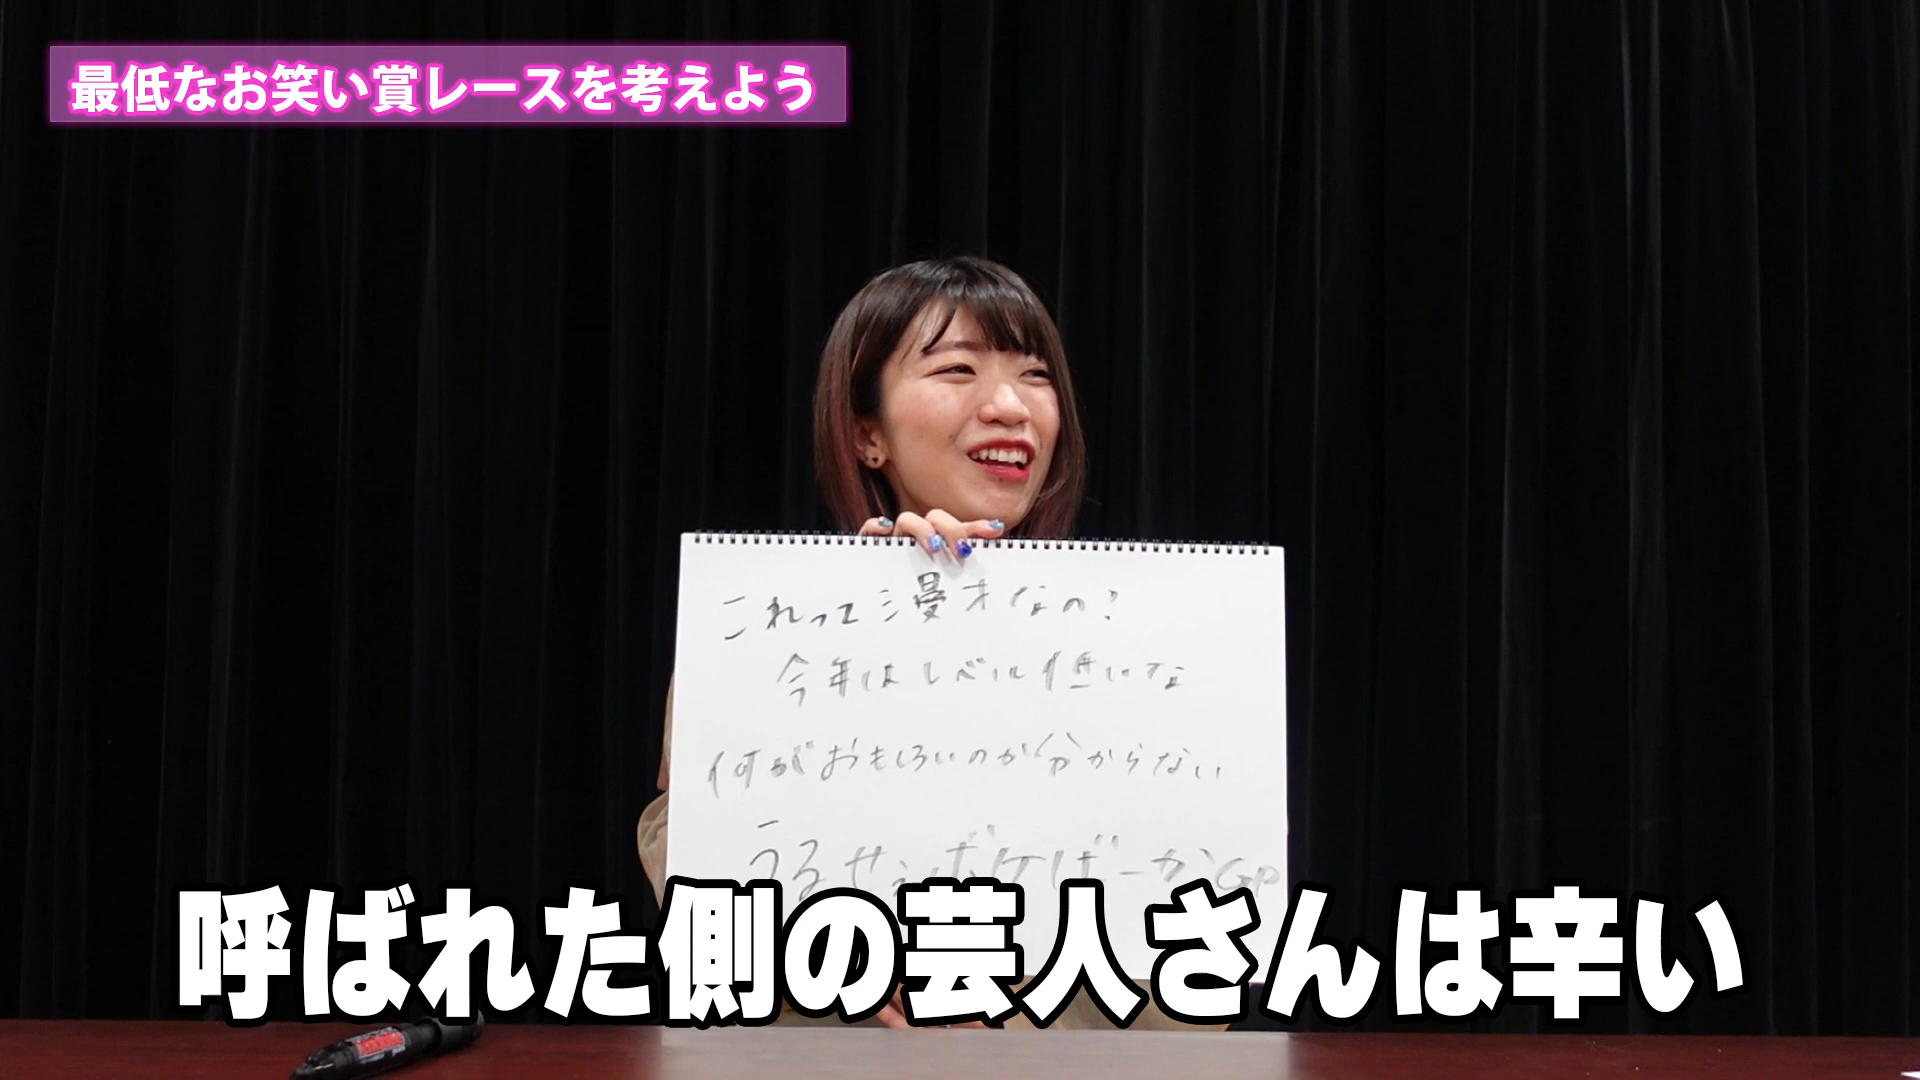 最低なお笑い賞レースを考えよう
これって漫才なの?
今年はレベル低いな
何がおもしろいのか分からない
うるせぇボケばーかGP
呼ばれた側の芸人さんは辛い